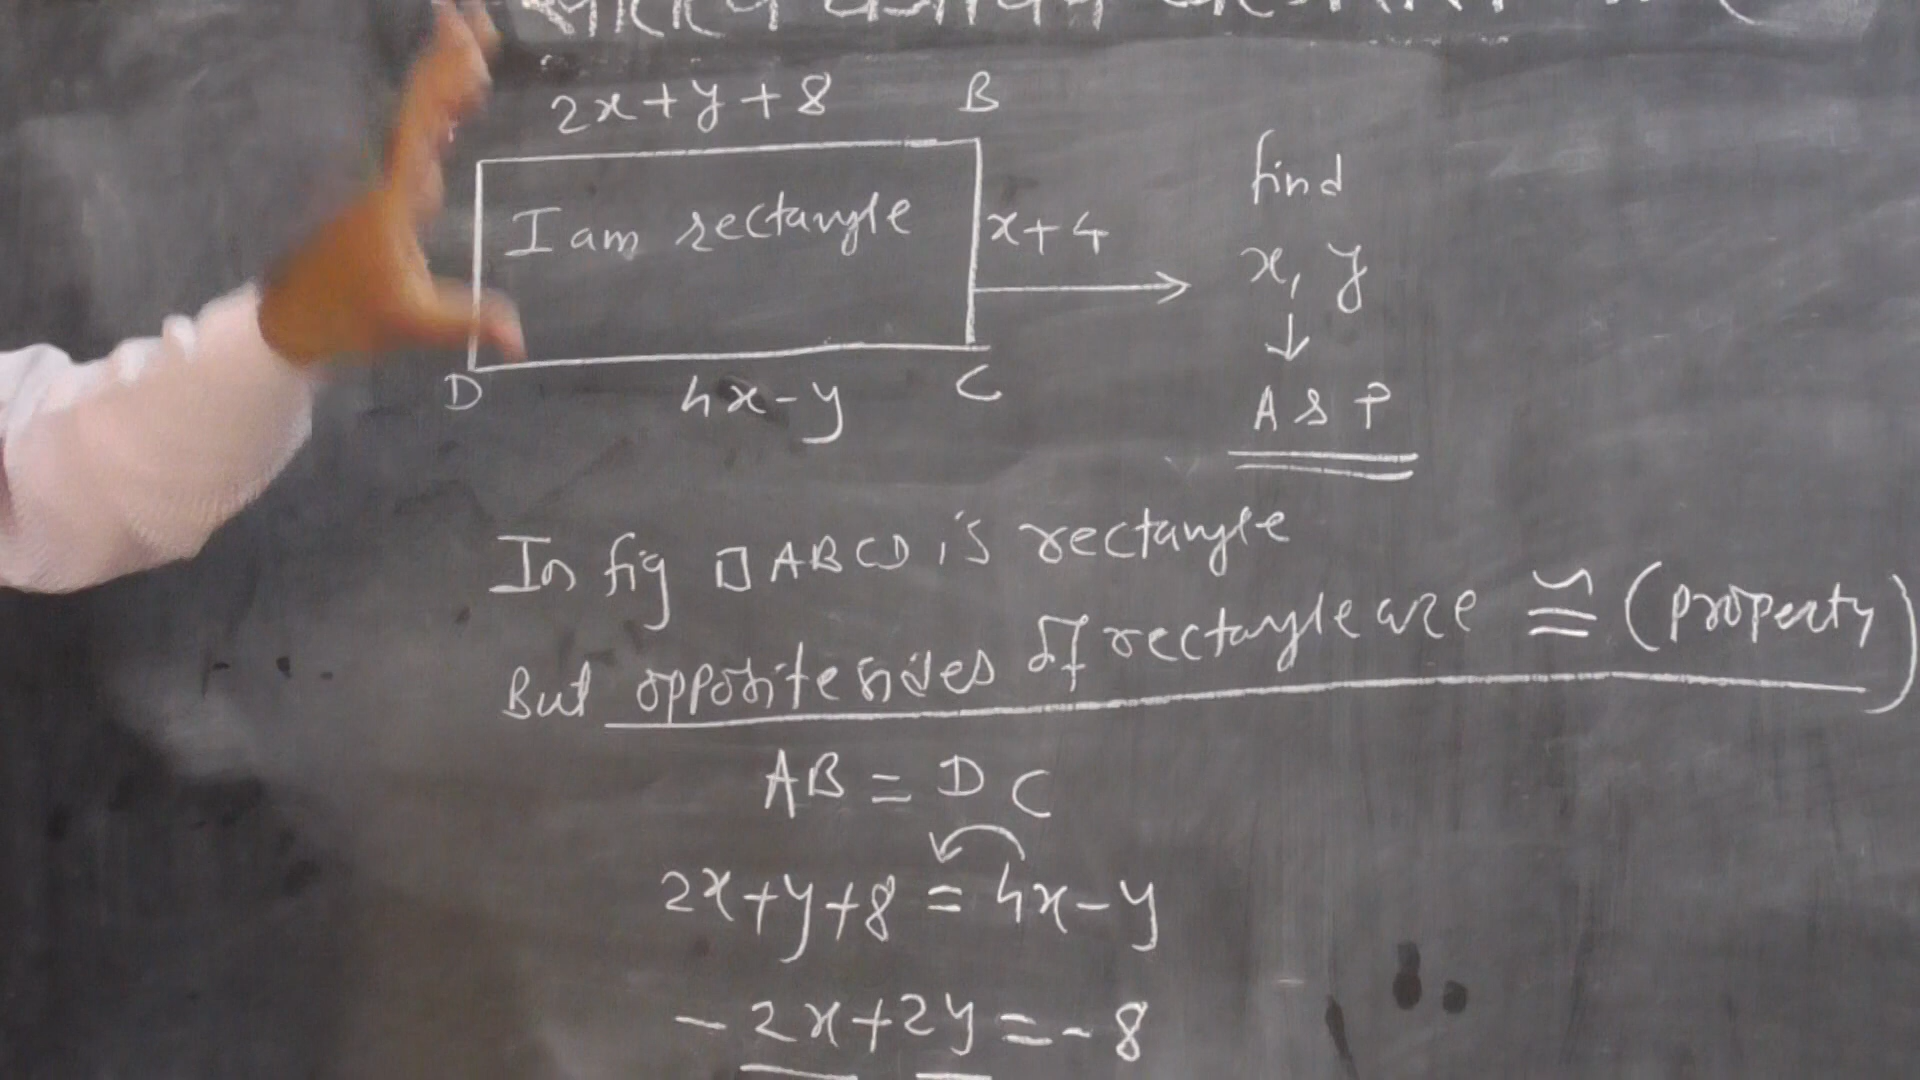 2x+y+8 B
I am rectangle
x+4
find
x, y
↓
A & P
D 4x-y C
In fig □ABCD is rectangle
But opposite sides of rectangle are ≅ (property)
AB = DC
2x+y+8 = 4x-y
-2x+2y = -8